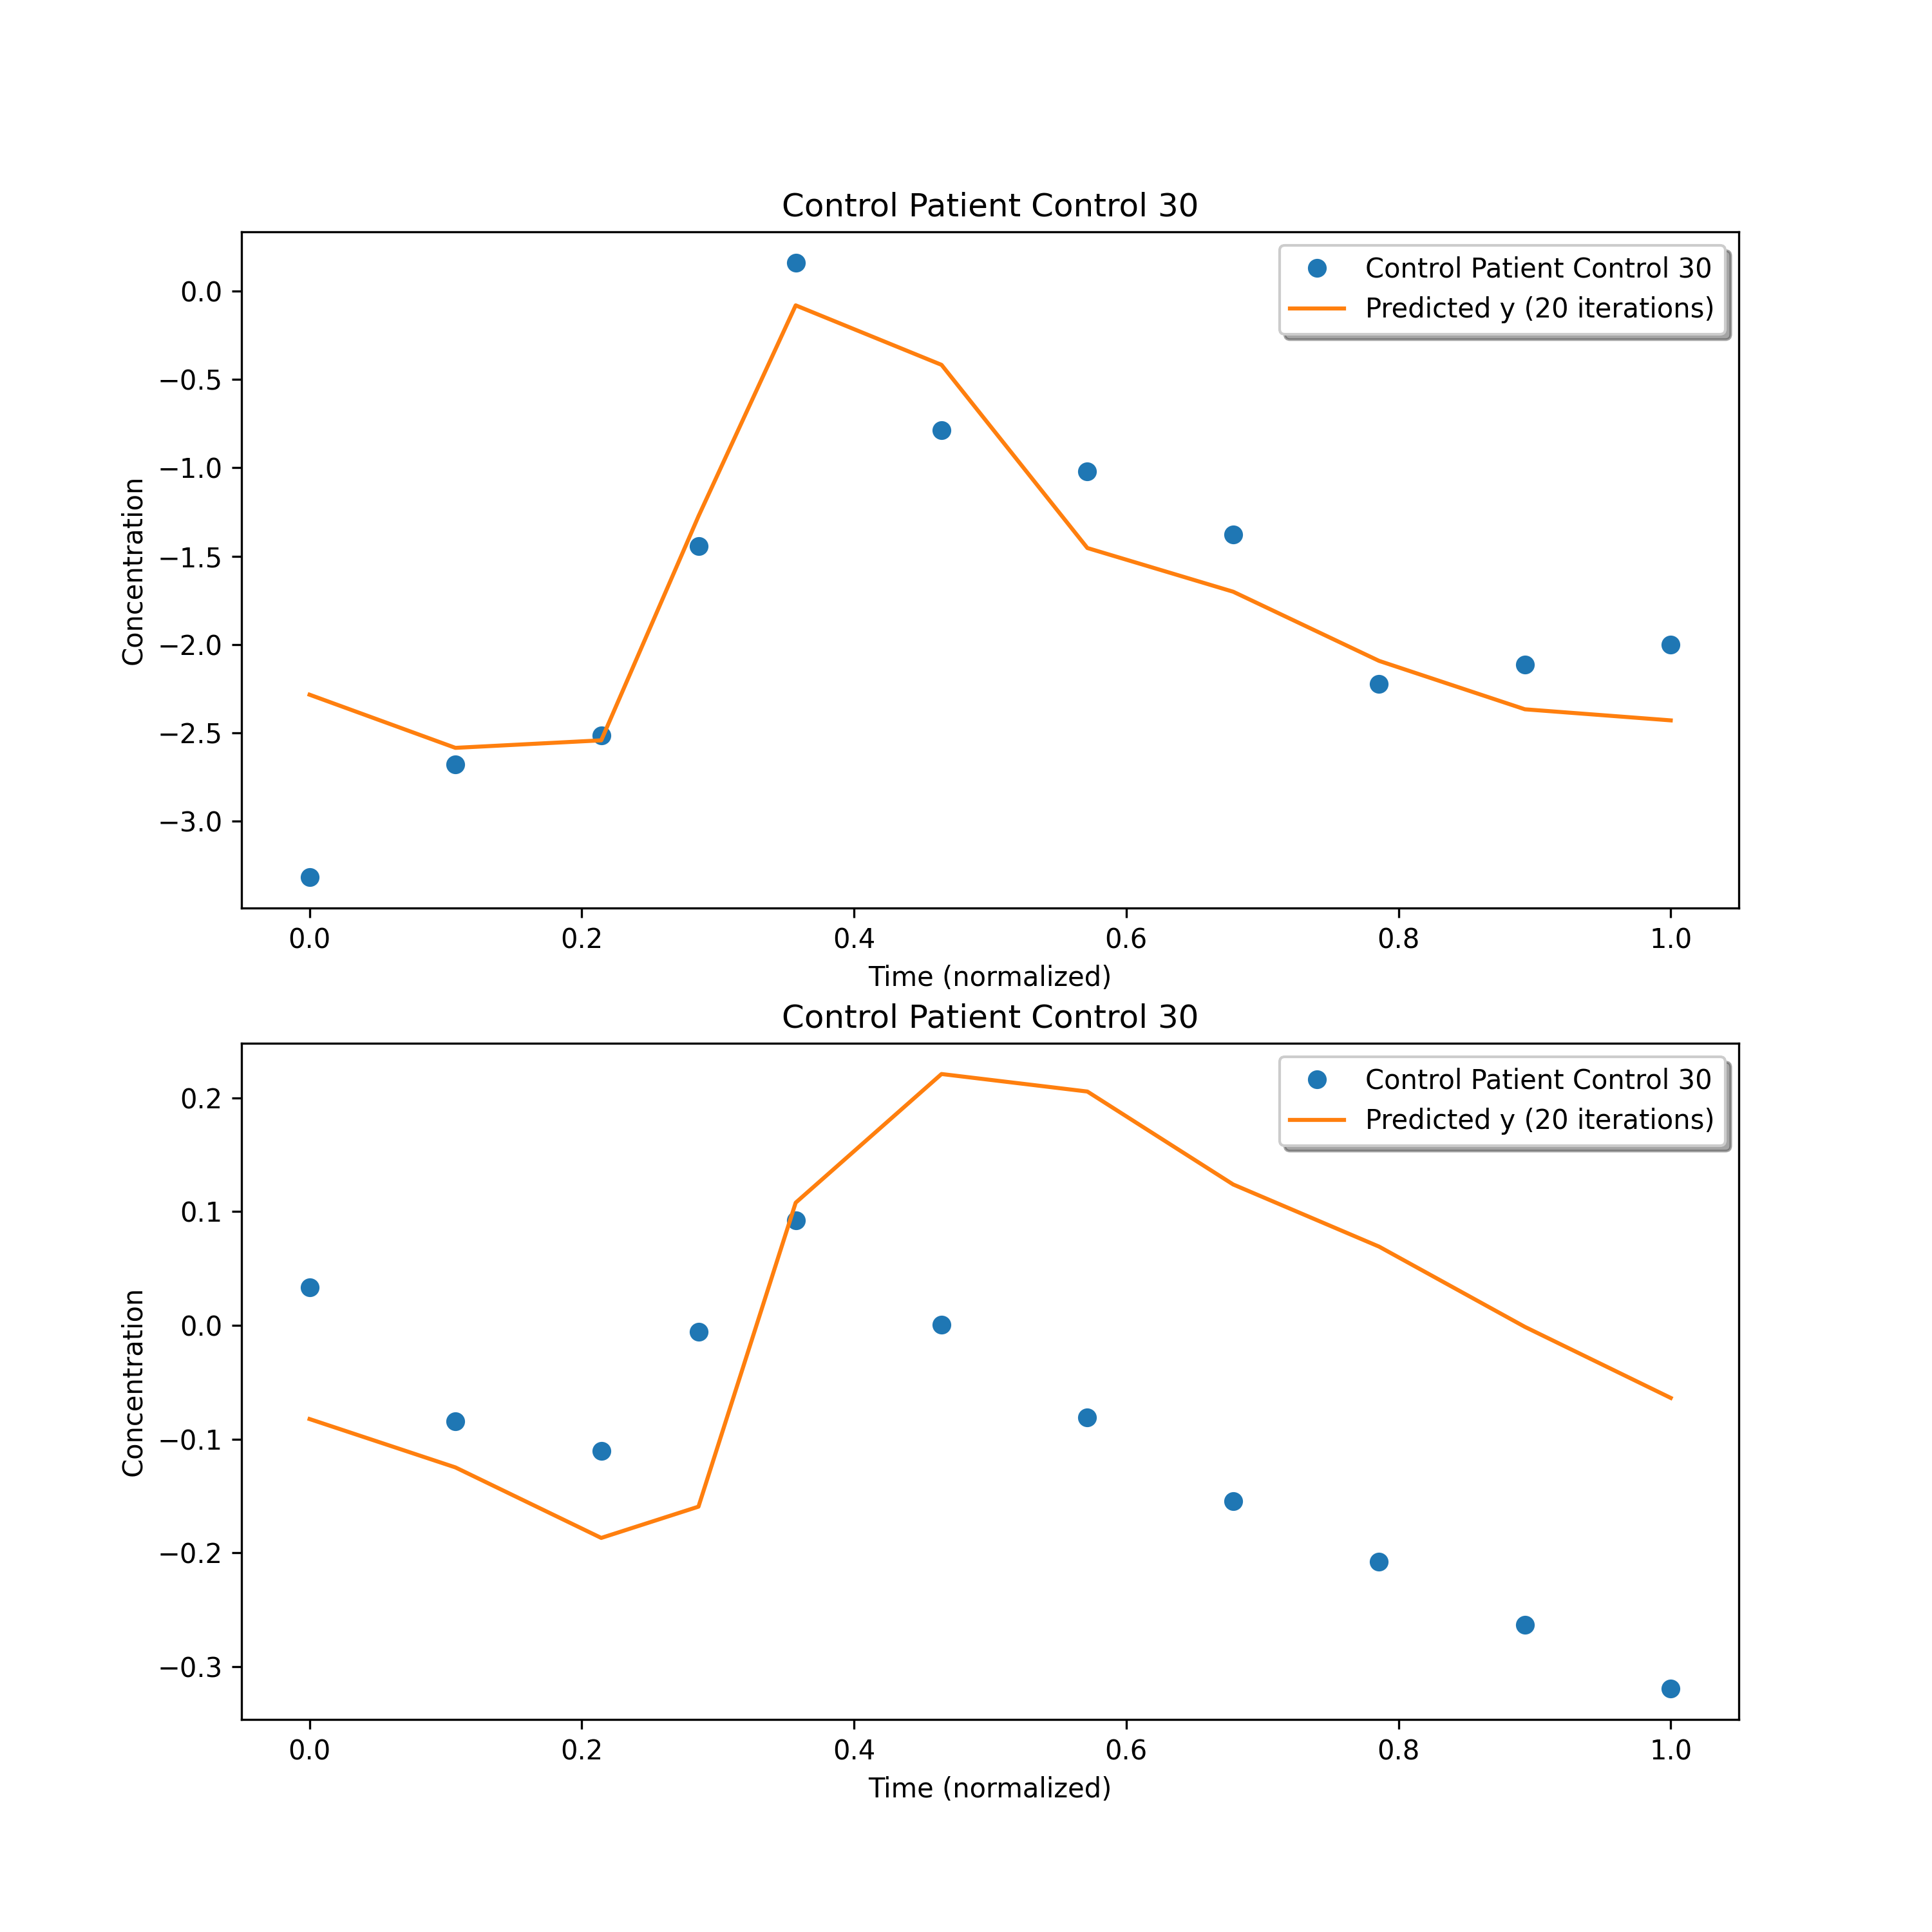 Control Patient Control 30
Control Patient Control 30
Predicted y (20 iterations)
0.0
−0.5
−1.0
−1.5
−2.0
−2.5
−3.0
Concentration
0.0 0.2 0.4 0.6 0.8 1.0
Time (normalized)
Control Patient Control 30
Control Patient Control 30
Predicted y (20 iterations)
0.2
0.1
0.0
−0.1
−0.2
−0.3
Concentration
0.0 0.2 0.4 0.6 0.8 1.0
Time (normalized)